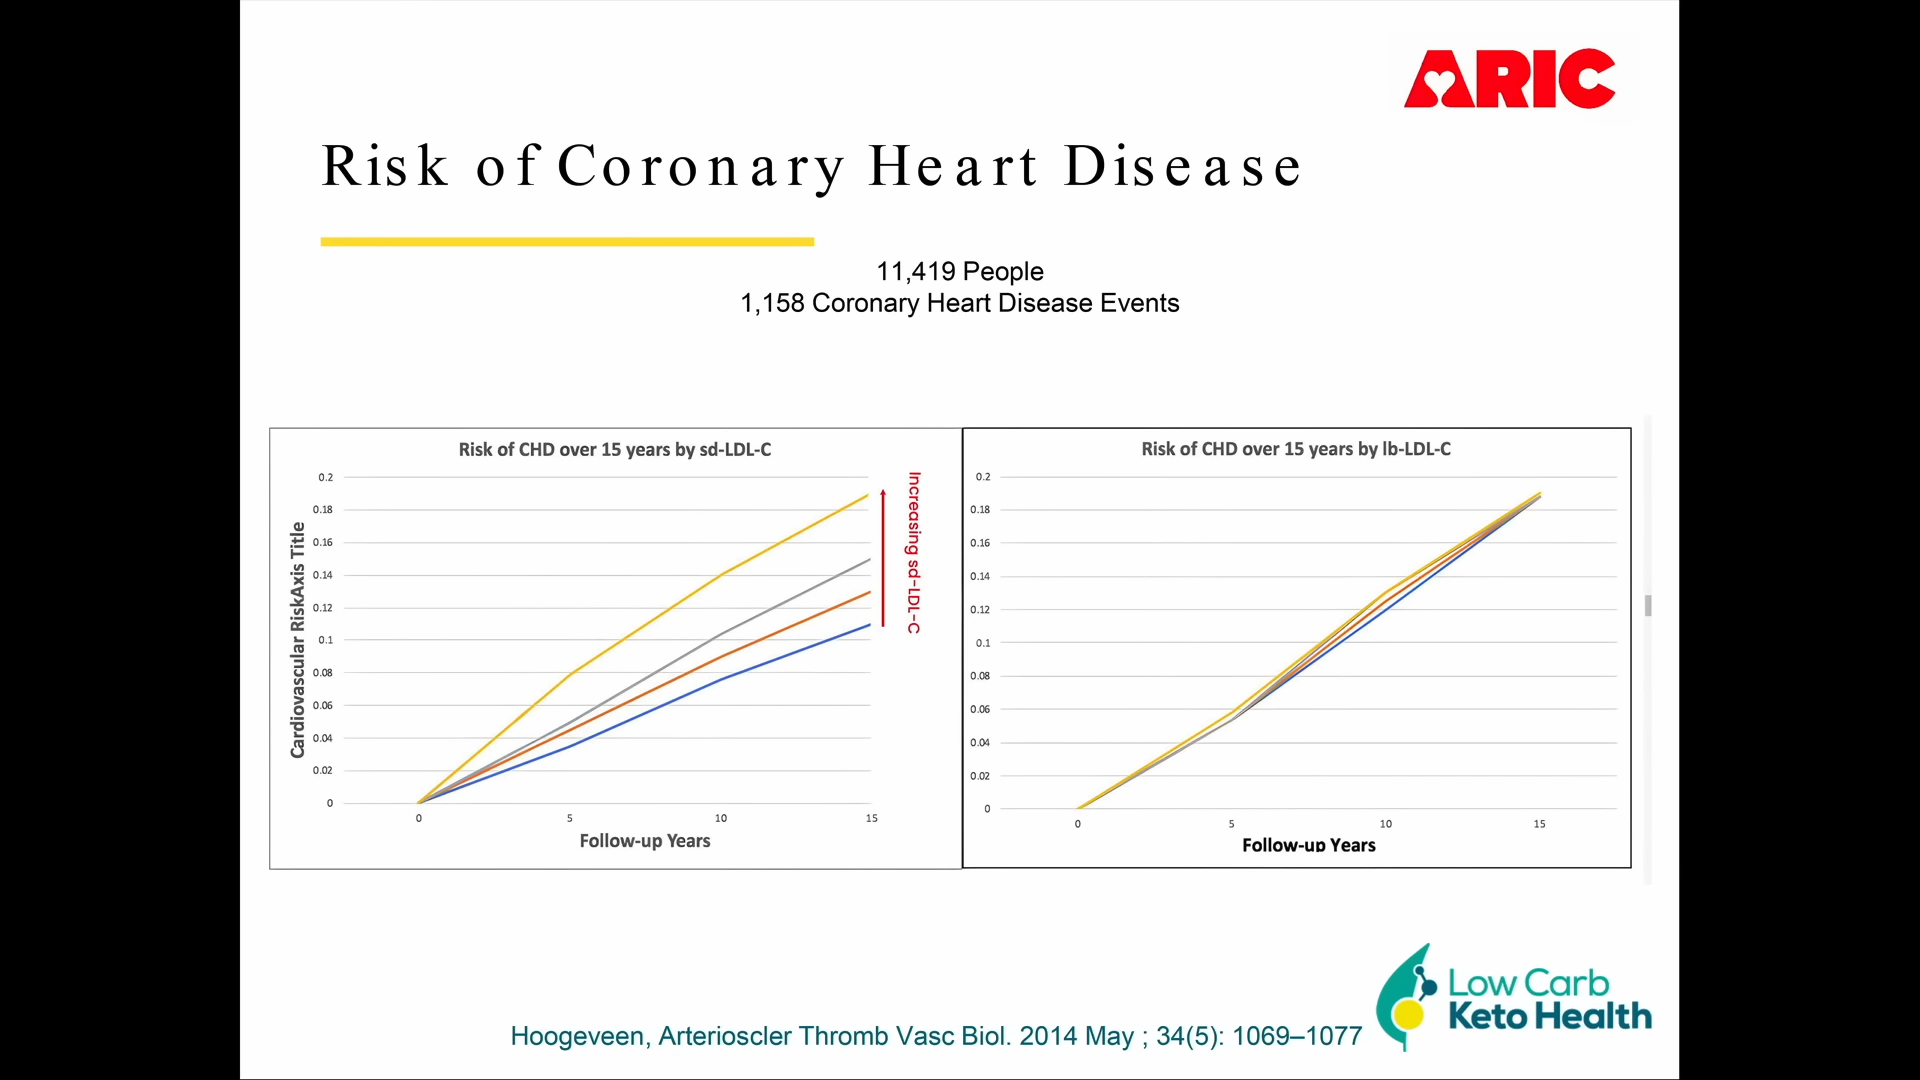 ARIC
Risk of Coronary Heart Disease
11,419 People
1,158 Coronary Heart Disease Events
Risk of CHD over 15 years by sd-LDL-C
Cardiovascular RiskAxis Title
0.2
0.18
0.16
0.14
0.12
0.1
0.08
0.06
0.04
0.02
0
0 5 10 15
Follow-up Years
Increasing sd-LDL-C
Risk of CHD over 15 years by lb-LDL-C
0.2
0.18
0.16
0.14
0.12
0.1
0.08
0.06
0.04
0.02
0
0 5 10 15
Follow-up Years
Low Carb
Keto Health
Hoogeveen, Arterioscler Thromb Vasc Biol. 2014 May ; 34(5): 1069–1077